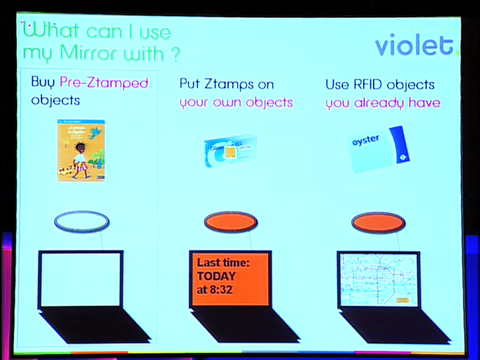 What can I use
my Mirror with ?
violet.
Buy Pre-Ztamped
objects
Put Ztamps on
your own objects
Use RFID objects
you already have
oyster
Last time:
TODAY
at 8:32